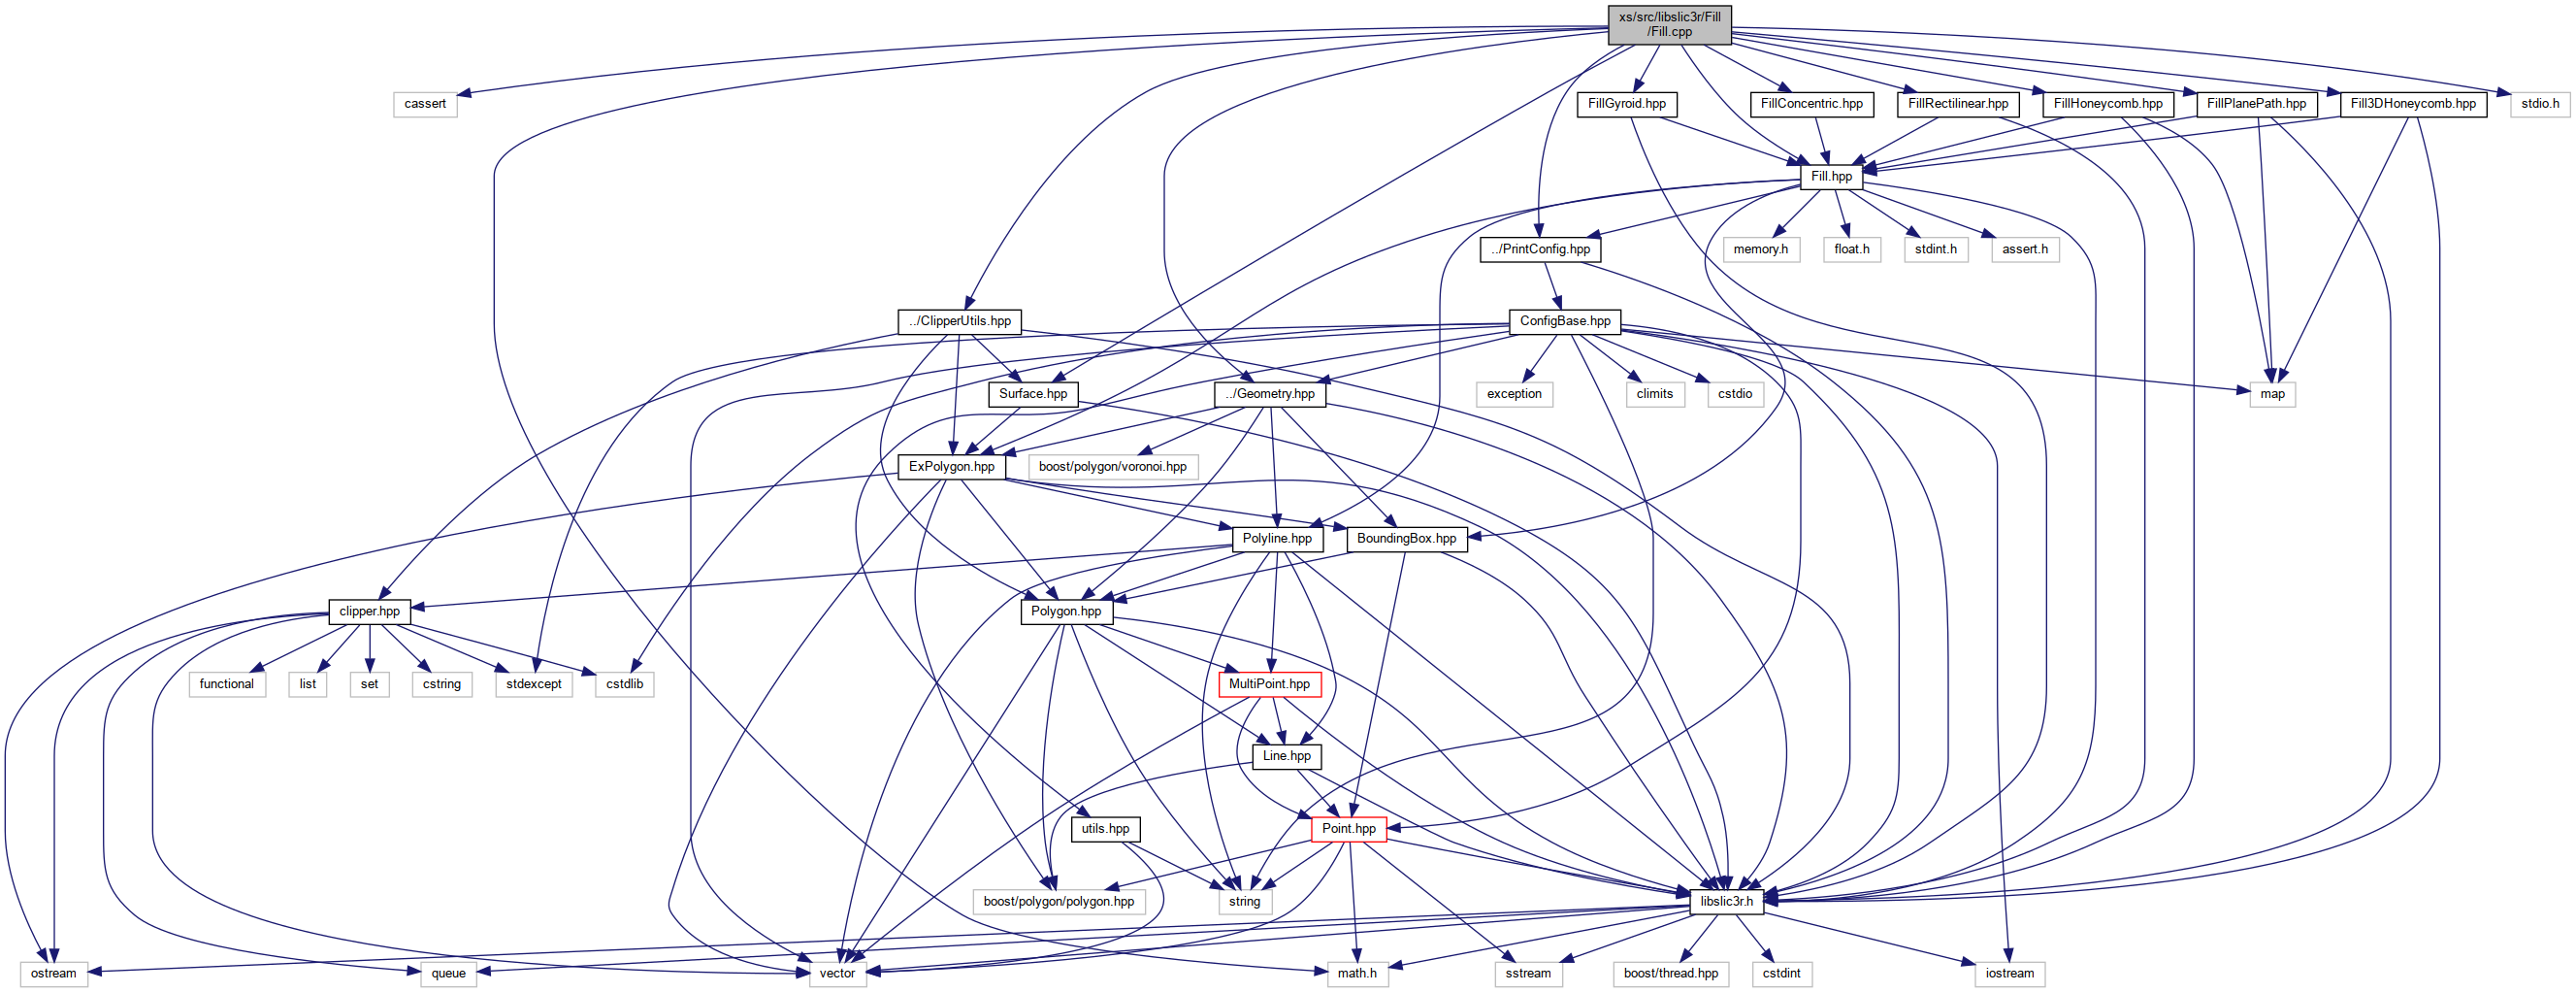 xs/src/libslic3r/Fill
/Fill.cpp
cassert
FillGyroid.hpp
FillConcentric.hpp
FillRectilinear.hpp
FillHoneycomb.hpp
FillPlanePath.hpp
Fill3DHoneycomb.hpp
stdio.h
Fill.hpp
../PrintConfig.hpp
memory.h
float.h
stdint.h
assert.h
../ClipperUtils.hpp
ConfigBase.hpp
Surface.hpp
../Geometry.hpp
exception
climits
cstdio
map
ExPolygon.hpp
boost/polygon/voronoi.hpp
Polyline.hpp
BoundingBox.hpp
clipper.hpp
Polygon.hpp
functional
list
set
cstring
stdexcept
cstdlib
MultiPoint.hpp
Line.hpp
utils.hpp
Point.hpp
boost/polygon/polygon.hpp
string
libslic3r.h
ostream
queue
vector
math.h
sstream
boost/thread.hpp
cstdint
iostream